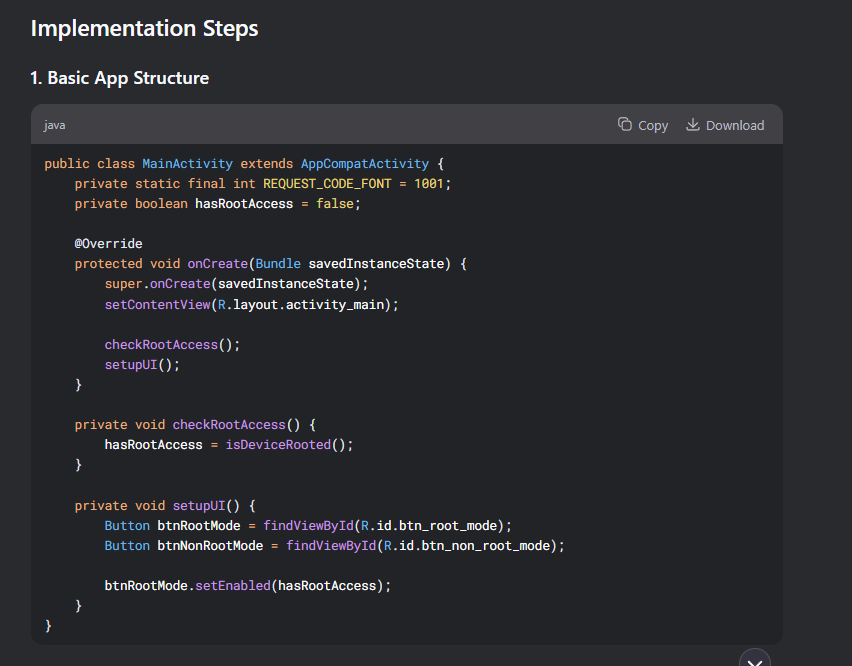 Implementation Steps
1. Basic App Structure
java
Copy
Download
public class MainActivity extends AppCompatActivity {
    private static final int REQUEST_CODE_FONT = 1001;
    private boolean hasRootAccess = false;

    @Override
    protected void onCreate(Bundle savedInstanceState) {
        super.onCreate(savedInstanceState);
        setContentView(R.layout.activity_main);

        checkRootAccess();
        setupUI();
    }

    private void checkRootAccess() {
        hasRootAccess = isDeviceRooted();
    }

    private void setupUI() {
        Button btnRootMode = findViewById(R.id.btn_root_mode);
        Button btnNonRootMode = findViewById(R.id.btn_non_root_mode);

        btnRootMode.setEnabled(hasRootAccess);
    }
}